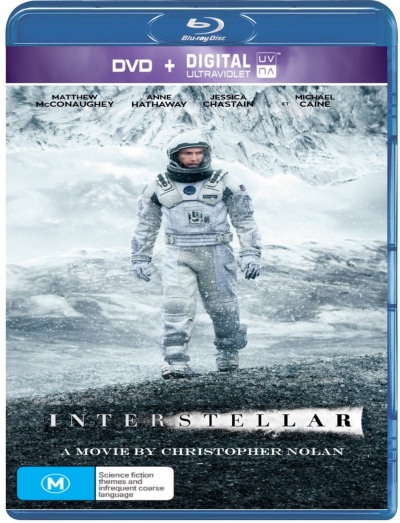 Blu-ray Disc
DVD + DIGITAL ULTRAVIOLET UV
MATTHEW McCONAUGHEY ANNE HATHAWAY JESSICA CHASTAIN ET MICHAEL CAINE
INTERSTELLAR
A MOVIE BY CHRISTOPHER NOLAN
M
Science fiction
themes and
infrequent coarse
language